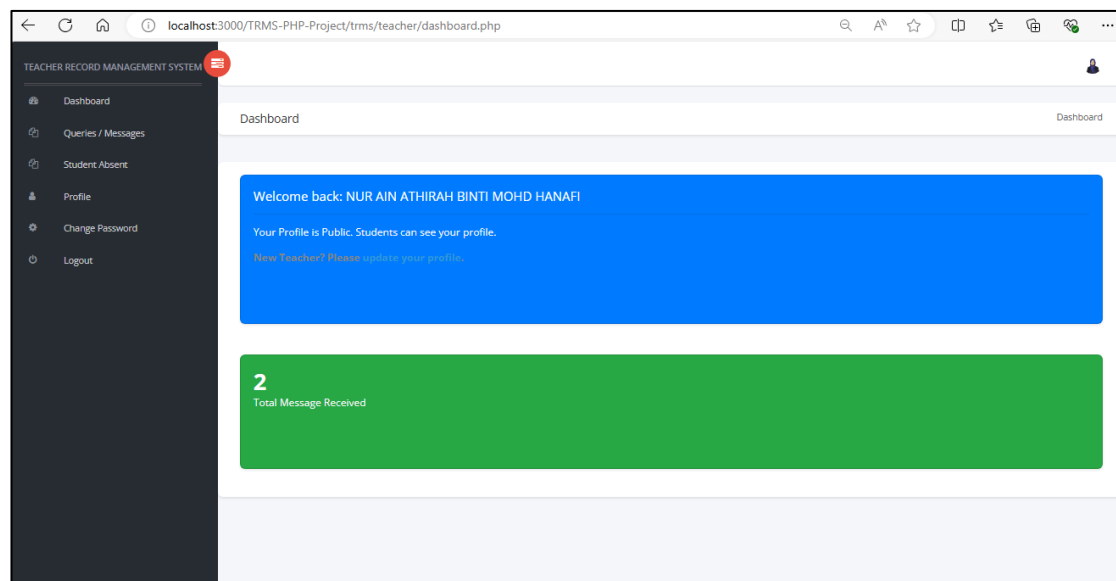 localhost:3000/TRMS-PHP-Project/trms/teacher/dashboard.php
TEACHER RECORD MANAGEMENT SYSTEM
Dashboard
Queries / Messages
Student Absent
Profile
Change Password
Logout
Dashboard
Dashboard
Welcome back: NUR AIN ATHIRAH BINTI MOHD HANAFI
Your Profile is Public. Students can see your profile.
New Teacher? Please update your profile.
2
Total Message Received